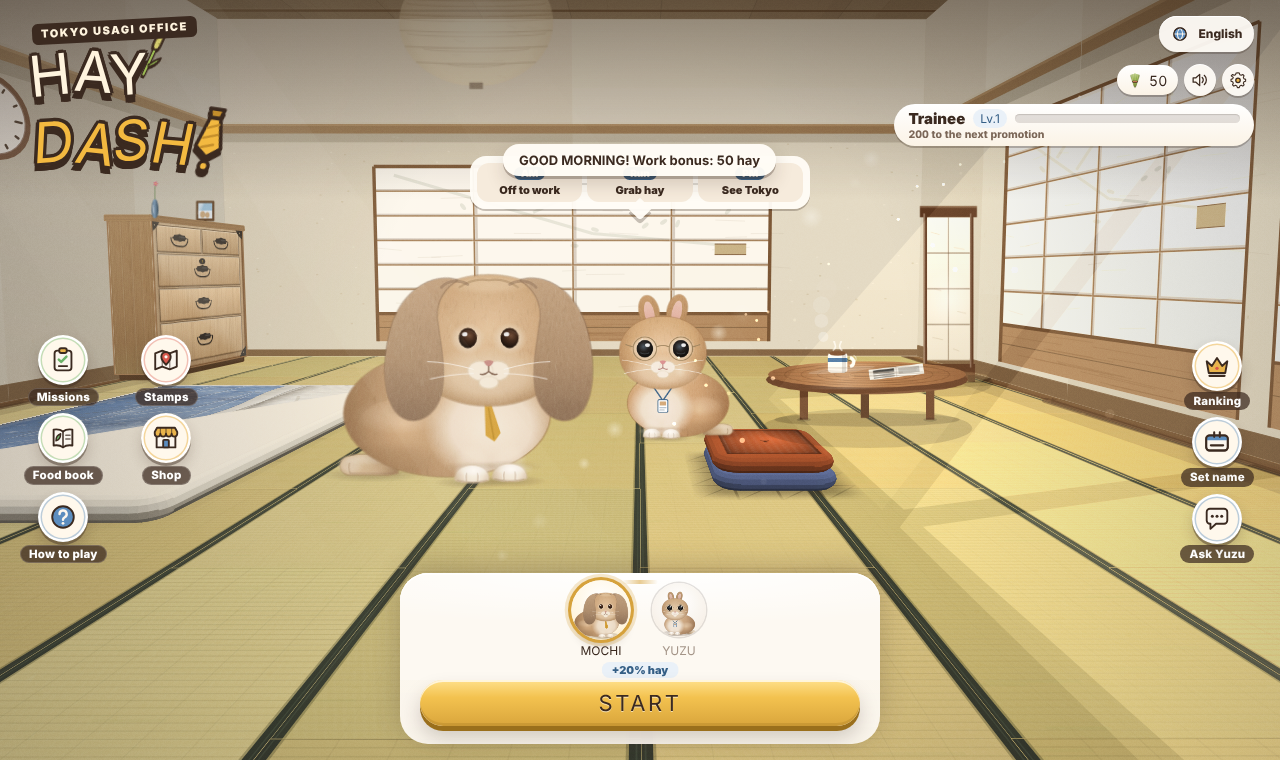 TOKYO USAGI OFFICE
HAY
DASH!
English
50
Trainee Lv.1
200 to the next promotion
GOOD MORNING! Work bonus: 50 hay
Off to work
Grab hay
See Tokyo
Missions
Stamps
Food book
Shop
How to play
Ranking
Set name
Ask Yuzu
MOCHI
YUZU
+20% hay
START